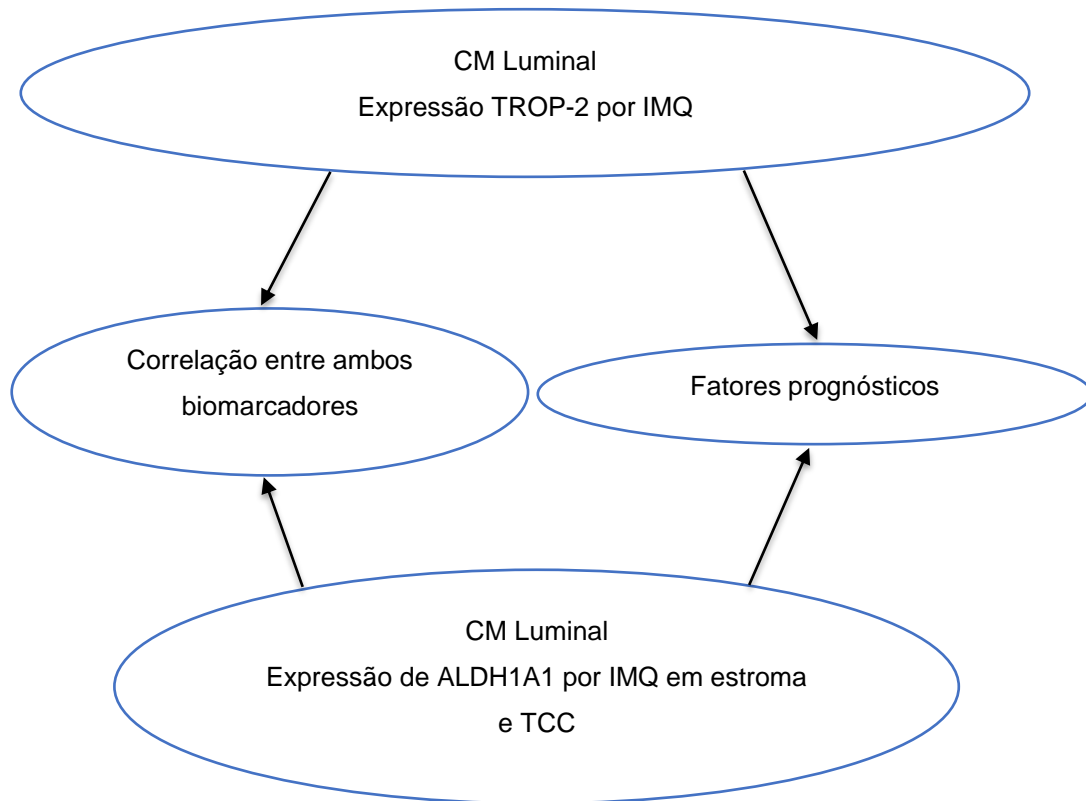 CM Luminal
Expressão TROP-2 por IMQ
Correlação entre ambos
biomarcadores
Fatores prognósticos
CM Luminal
Expressão de ALDH1A1 por IMQ em estroma
e TCC